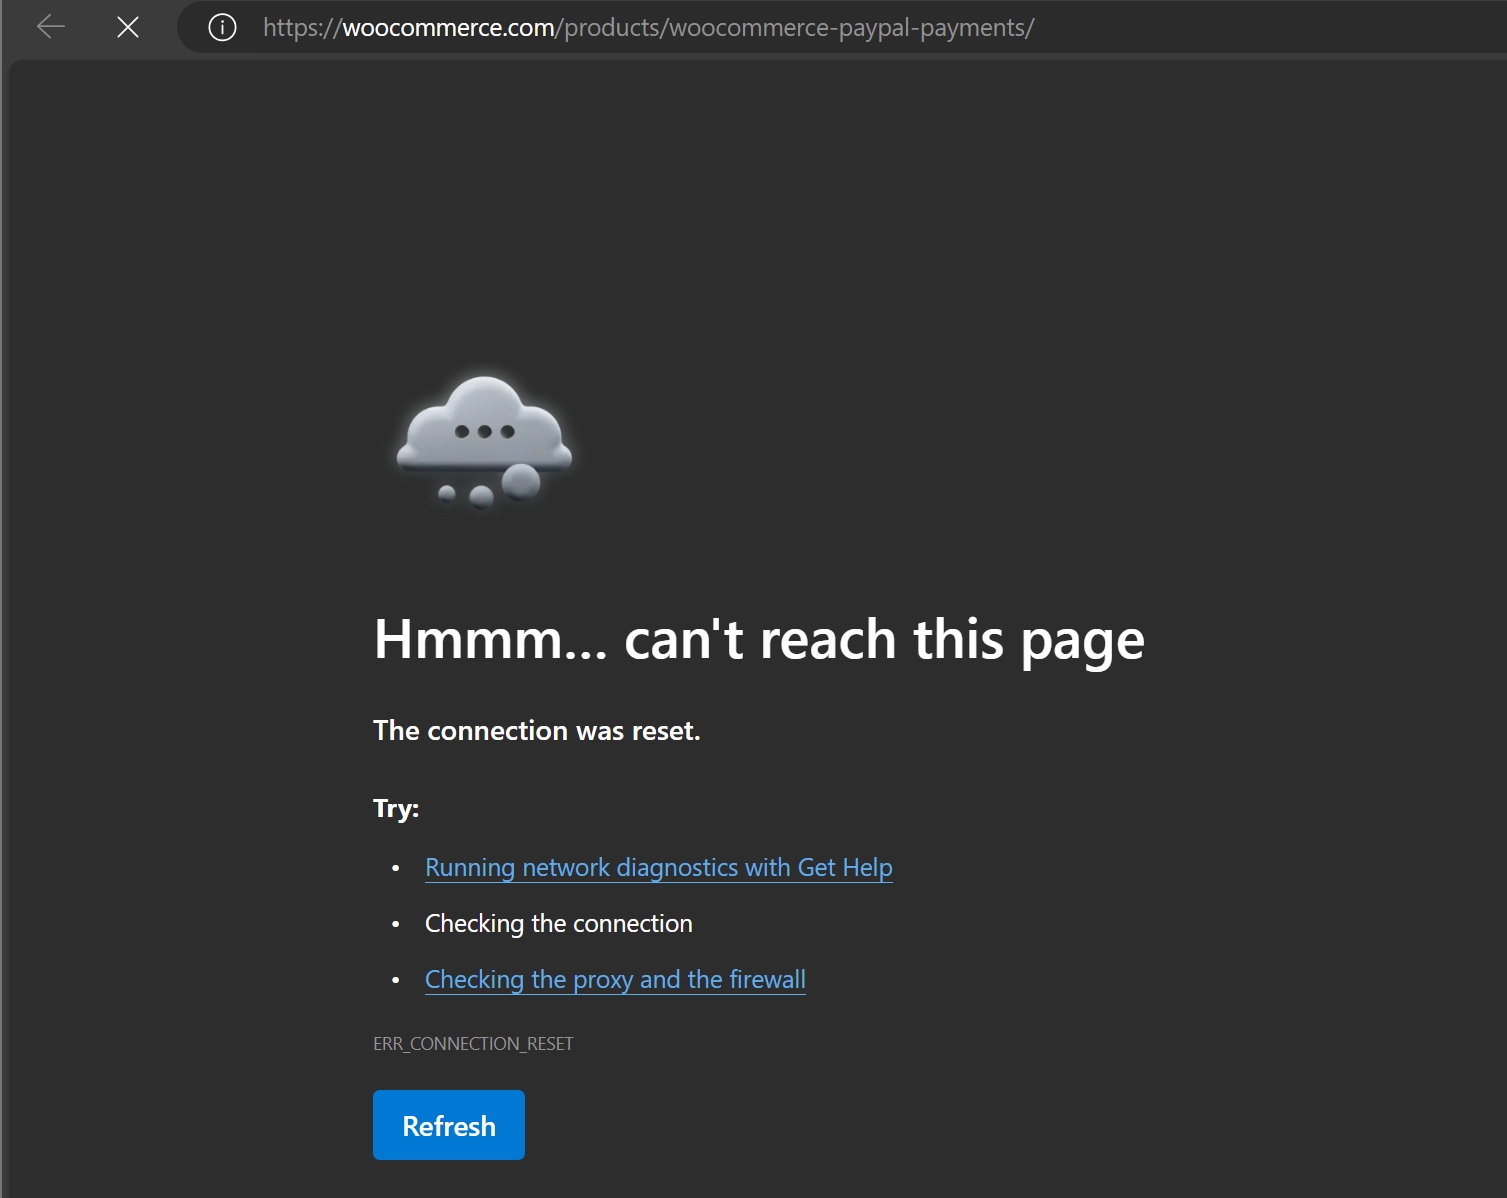 https://woocommerce.com/products/woocommerce-paypal-payments/
Hmmm... can't reach this page
The connection was reset.
Try:
• Running network diagnostics with Get Help
• Checking the connection
• Checking the proxy and the firewall
ERR_CONNECTION_RESET
Refresh